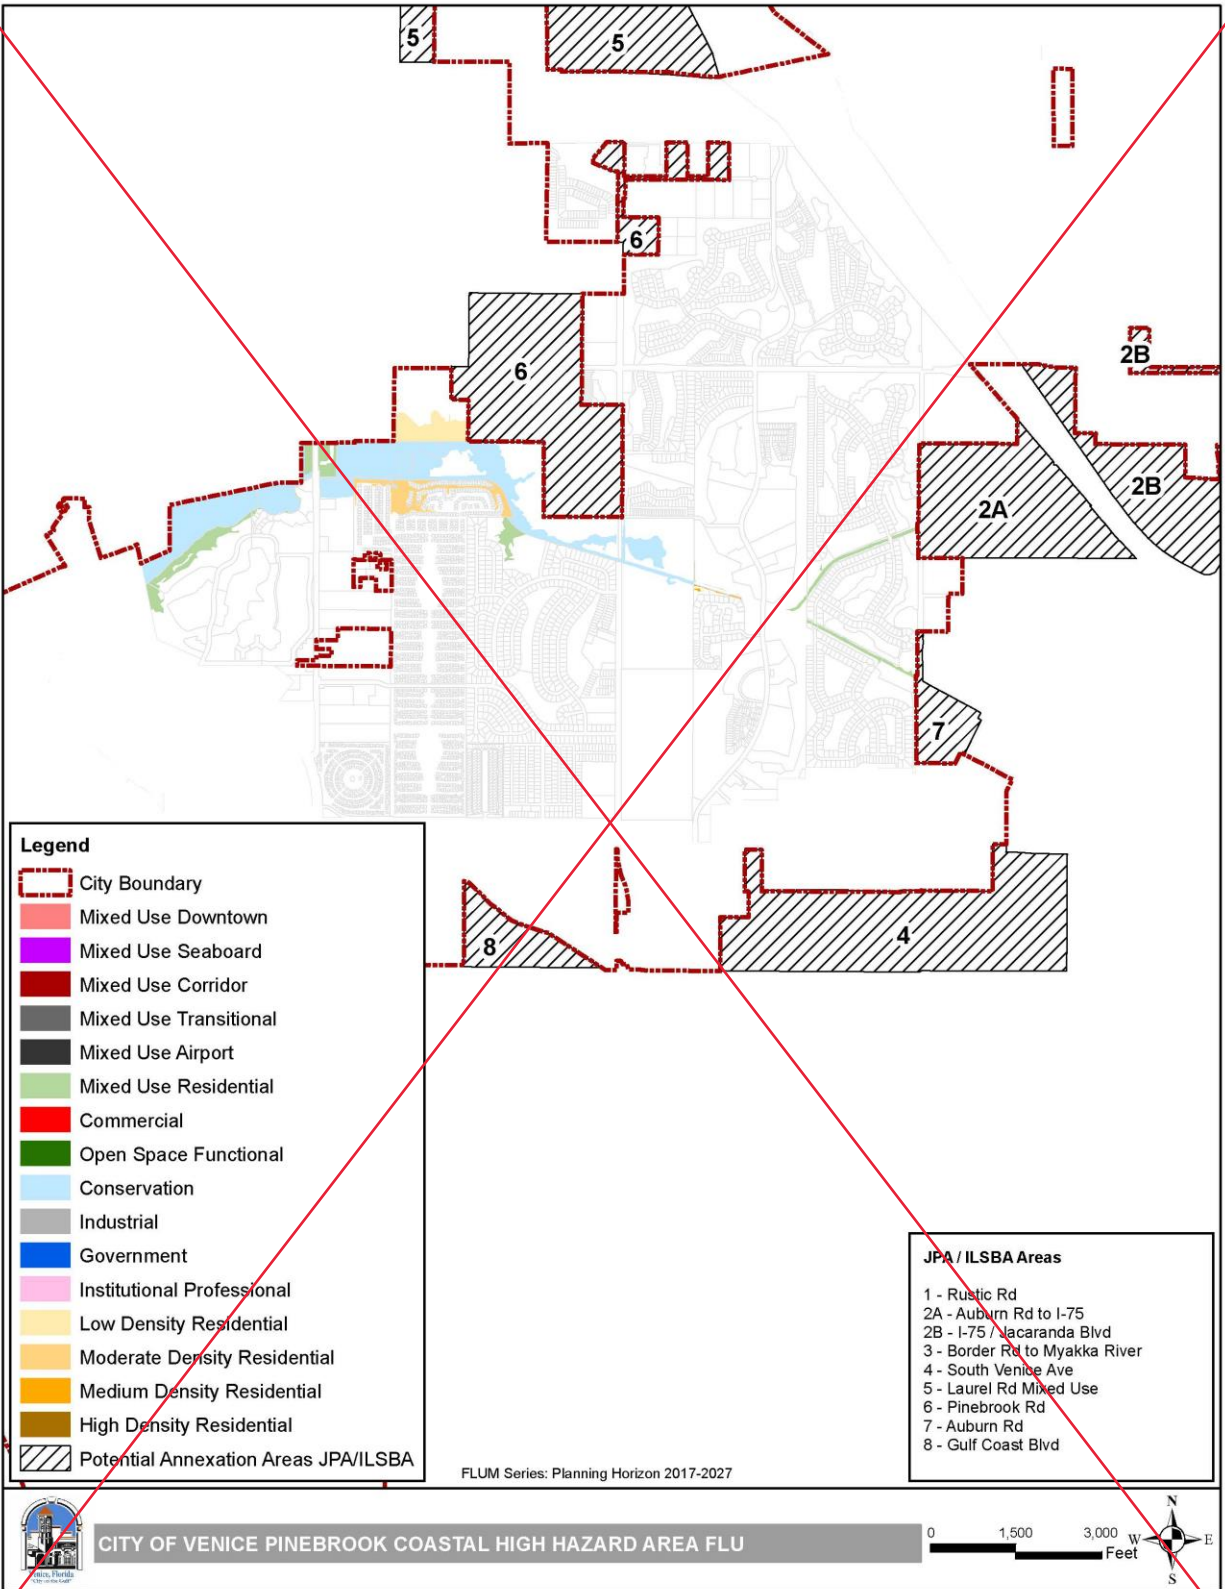 5
5
6
2B
6
2B
2A
7
4
8
Legend
City Boundary
Mixed Use Downtown
Mixed Use Seaboard
Mixed Use Corridor
Mixed Use Transitional
Mixed Use Airport
Mixed Use Residential
Commercial
Open Space Functional
Conservation
Industrial
Government
Institutional Professional
Low Density Residential
Moderate Density Residential
Medium Density Residential
High Density Residential
Potential Annexation Areas JPA/ILSBA
JPA / ILSBA Areas
1 - Rustic Rd
2A - Auburn Rd to I-75
2B - I-75 / Jacaranda Blvd
3 - Border Rd to Myakka River
4 - South Venice Ave
5 - Laurel Rd Mixed Use
6 - Pinebrook Rd
7 - Auburn Rd
8 - Gulf Coast Blvd
FLUM Series: Planning Horizon 2017-2027
Venice, Florida
"City on the Gulf"
CITY OF VENICE PINEBROOK COASTAL HIGH HAZARD AREA FLU
0 1,500 3,000
Feet
N
W E
S